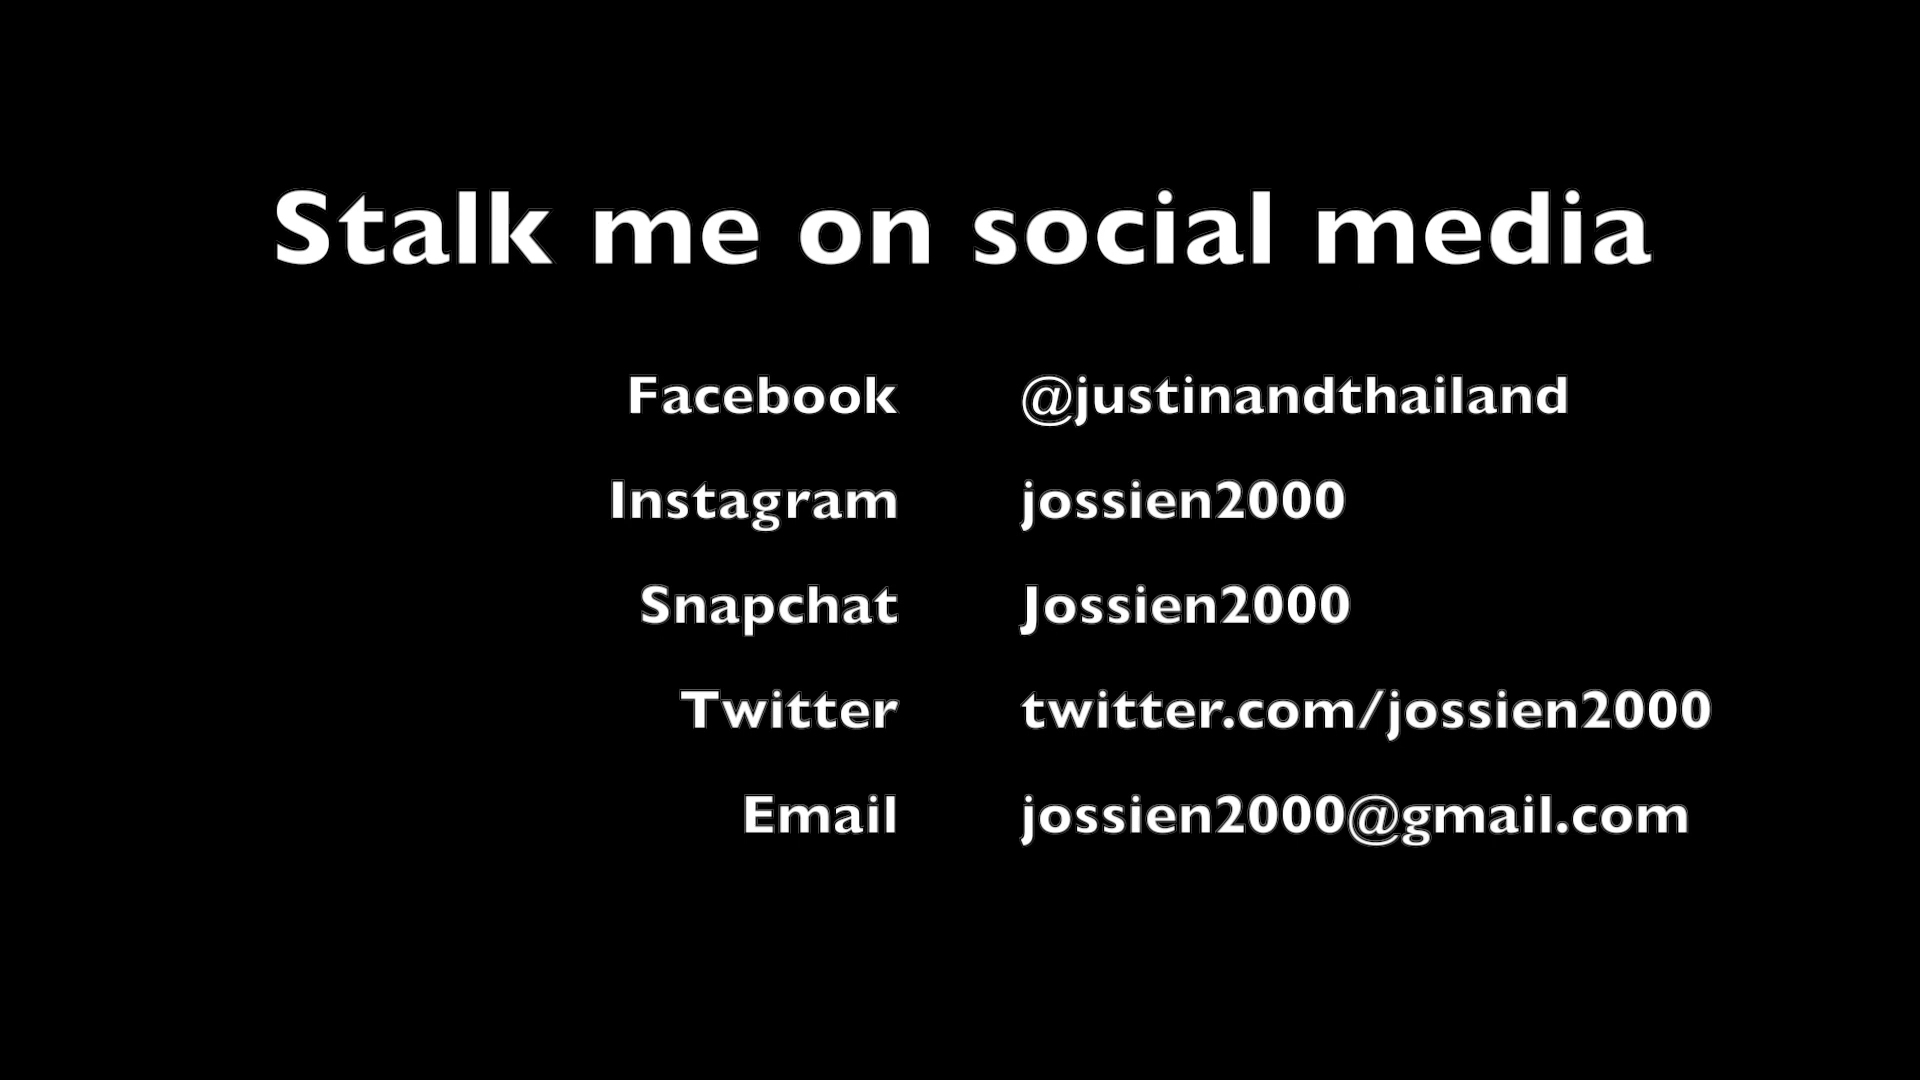 Stalk me on social media
Facebook @justinandthailand
Instagram jossien2000
Snapchat Jossien2000
Twitter twitter.com/jossien2000
Email jossien2000@gmail.com